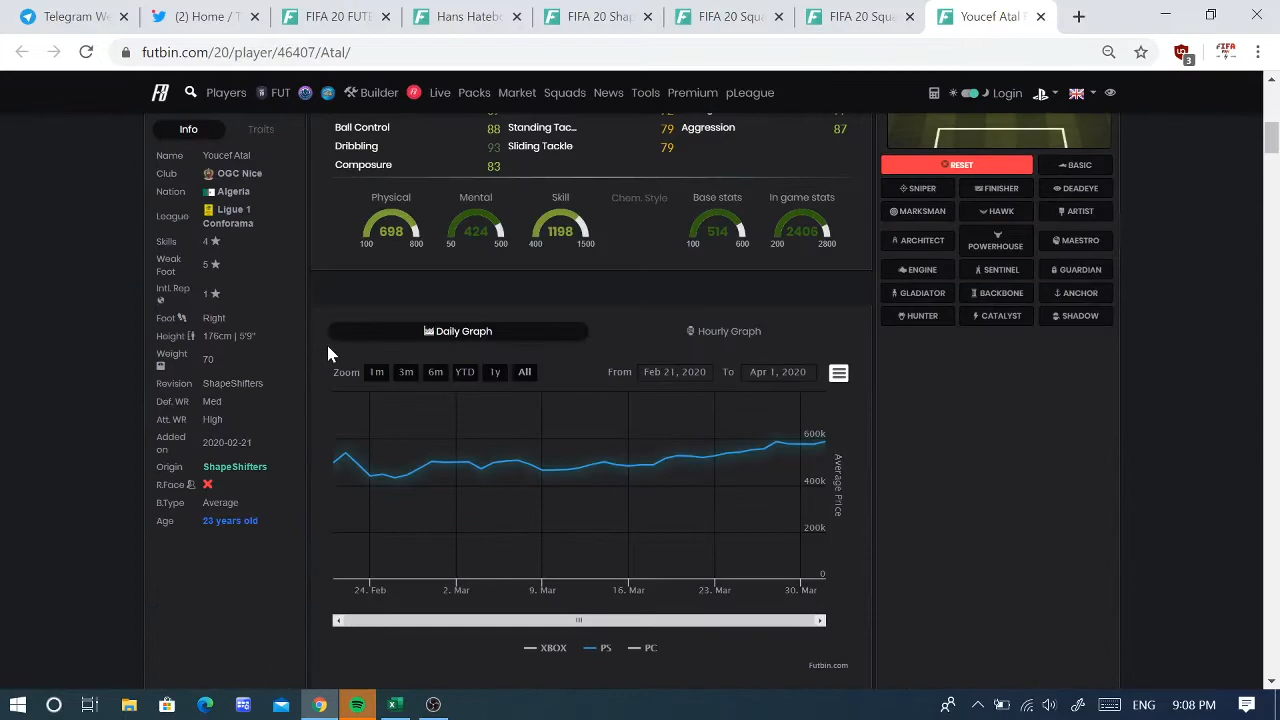 Telegram We
(2) Home /
FIFA 20 FUT
Hans Hatebo
FIFA 20 Sha
FIFA 20 Squa
FIFA 20 Squa
Youcef Atal F
futbin.com/20/player/46407/Atal/
3
Players
FUT
Builder
Live
Packs
Market
Squads
News
Tools
Premium
pLeague
Login
Info
Traits
Name Youcef Atal
Club OGC Nice
Nation Algeria
League Ligue 1
Conforama
Skills 4★
Weak
Foot 5★
Intl. Rep 1★
Foot Right
Height 176cm | 5'9"
Weight 70
Revision ShapeShifters
Def. WR Med
Att. WR High
Added
on 2020-02-21
Origin ShapeShifters
R.Face
B.Type Average
Age 23 years old
Ball Control 88 Standing Tac... 79 Aggression 87
Dribbling 93 Sliding Tackle 79
Composure 83
Physical Mental Skill Chem. Style Base stats In game stats
698 424 1198 514 2406
100 800 50 500 400 1500 100 600 200 2800
Daily Graph
Hourly Graph
Zoom 1m 3m 6m YTD 1y All From Feb 21, 2020 To Apr 1, 2020
600k
400k
200k
0
Average Price
24. Feb 2. Mar 9. Mar 16. Mar 23. Mar 30. Mar
XBOX PS PC
Futbin.com
RESET BASIC
SNIPER FINISHER DEADEYE
MARKSMAN HAWK ARTIST
ARCHITECT POWERHOUSE MAESTRO
ENGINE SENTINEL GUARDIAN
GLADIATOR BACKBONE ANCHOR
HUNTER CATALYST SHADOW
ENG 9:08 PM